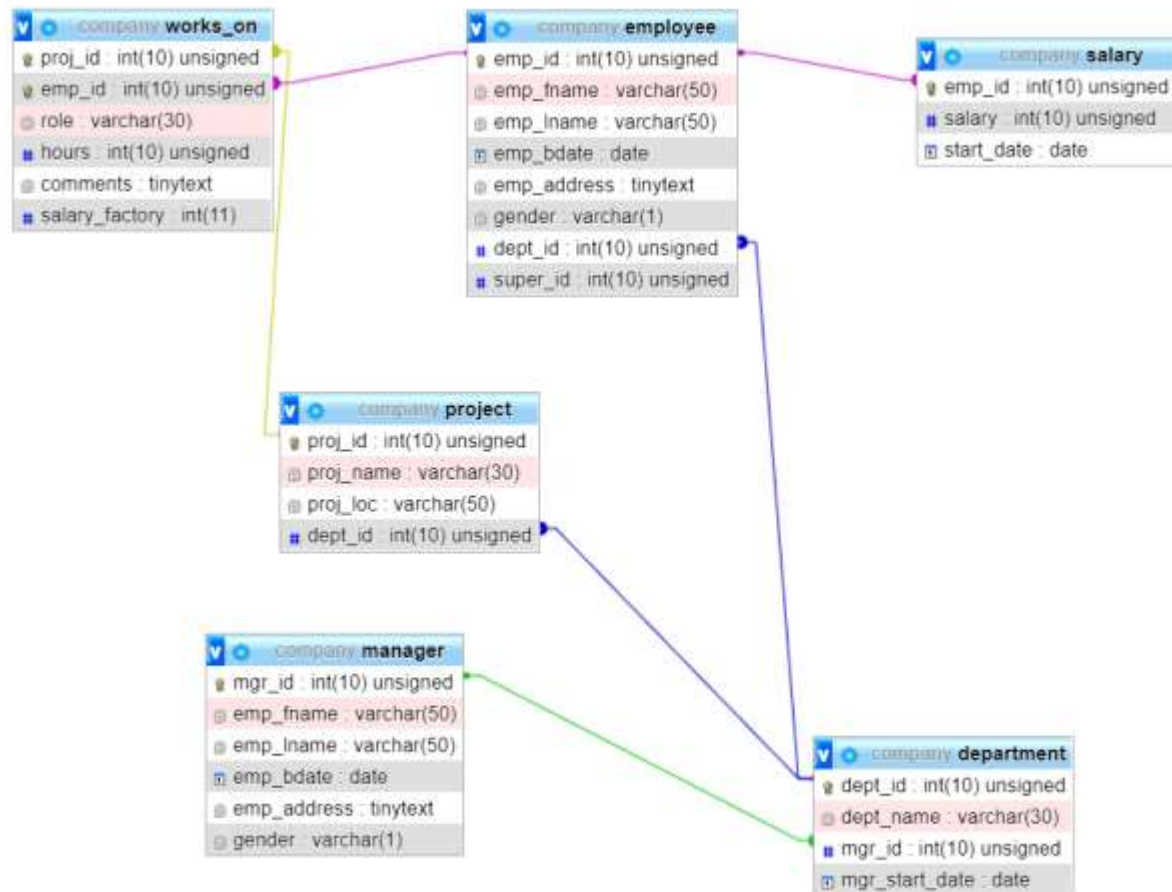 company works_on
proj_id : int(10) unsigned
emp_id : int(10) unsigned
role : varchar(30)
hours : int(10) unsigned
comments : tinytext
salary_factory : int(11)
company employee
emp_id : int(10) unsigned
emp_fname : varchar(50)
emp_lname : varchar(50)
emp_bdate : date
emp_address : tinytext
gender : varchar(1)
dept_id : int(10) unsigned
super_id : int(10) unsigned
company salary
emp_id : int(10) unsigned
salary : int(10) unsigned
start_date : date
company project
proj_id : int(10) unsigned
proj_name : varchar(30)
proj_loc : varchar(50)
dept_id : int(10) unsigned
company manager
mgr_id : int(10) unsigned
emp_fname : varchar(50)
emp_lname : varchar(50)
emp_bdate : date
emp_address : tinytext
gender : varchar(1)
company department
dept_id : int(10) unsigned
dept_name : varchar(30)
mgr_id : int(10) unsigned
mgr_start_date : date